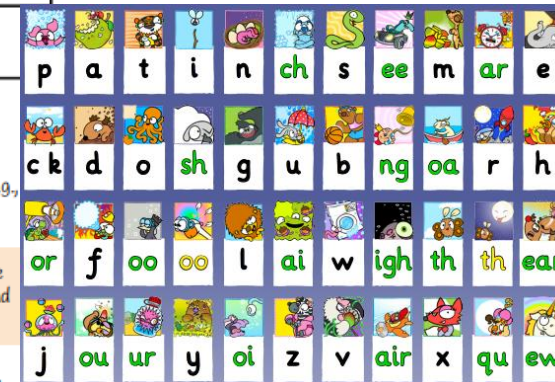 p a t i n ch s ee m ar e
ck d o sh g u b ng oa r h
g.,
or f oo oo l ai w igh th th ear
e
d
j ou ur y oi z v air x qu ew